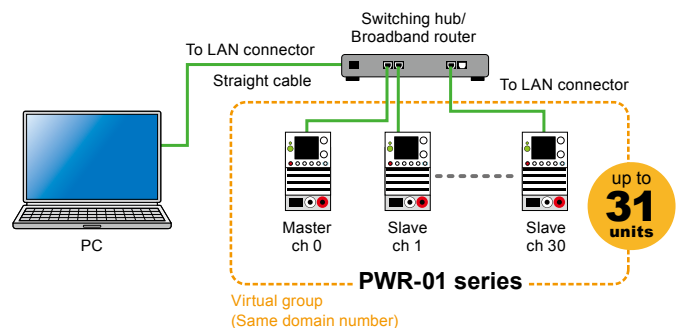 Switching hub/
Broadband router
To LAN connector
Straight cable
To LAN connector
up to
31
units
PC
Master
ch 0
Slave
ch 1
Slave
ch 30
PWR-01 series
Virtual group
(Same domain number)